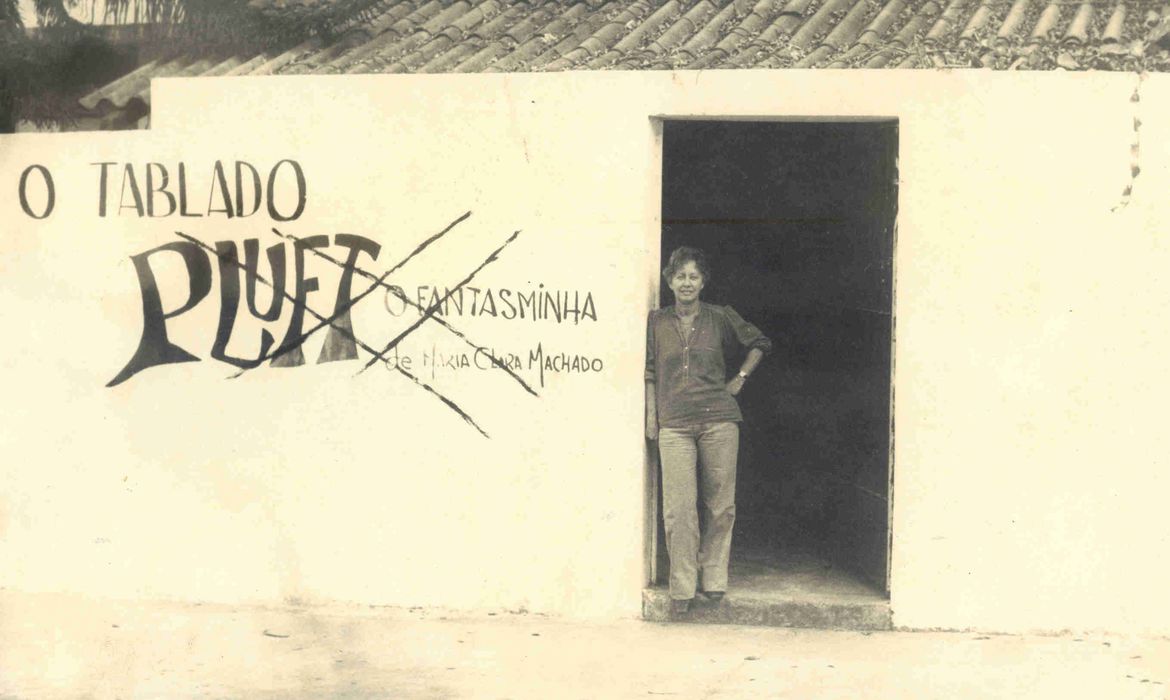 O TABLADO
PLUFT
O FANTASMINHA
de MARIA CLARA MACHADO